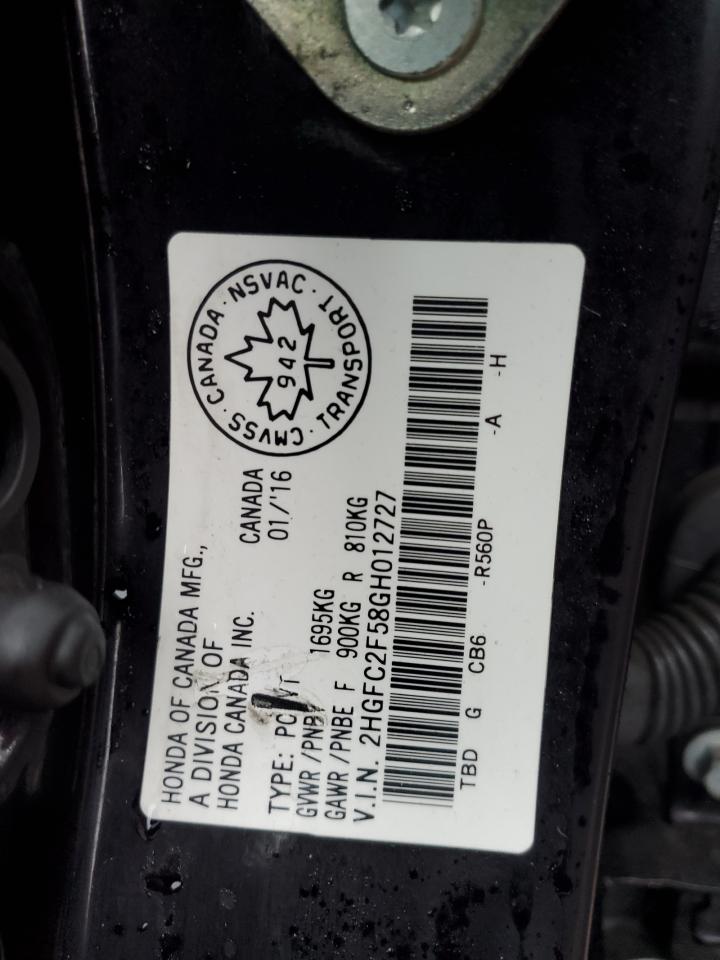 HONDA OF CANADA MFG.,
A DIVISION OF
HONDA CANADA INC.
CANADA
01/'16
TYPE: PC VT
GVWR /PNBV 1695KG
GAWR /PNBE F 900KG R 810KG
V.I.N. 2HGFC2F58GH012727
TBD G CB6 -R560P -A -H
CMVSS · CANADA · NSVAC · TRANSPORT ·
942